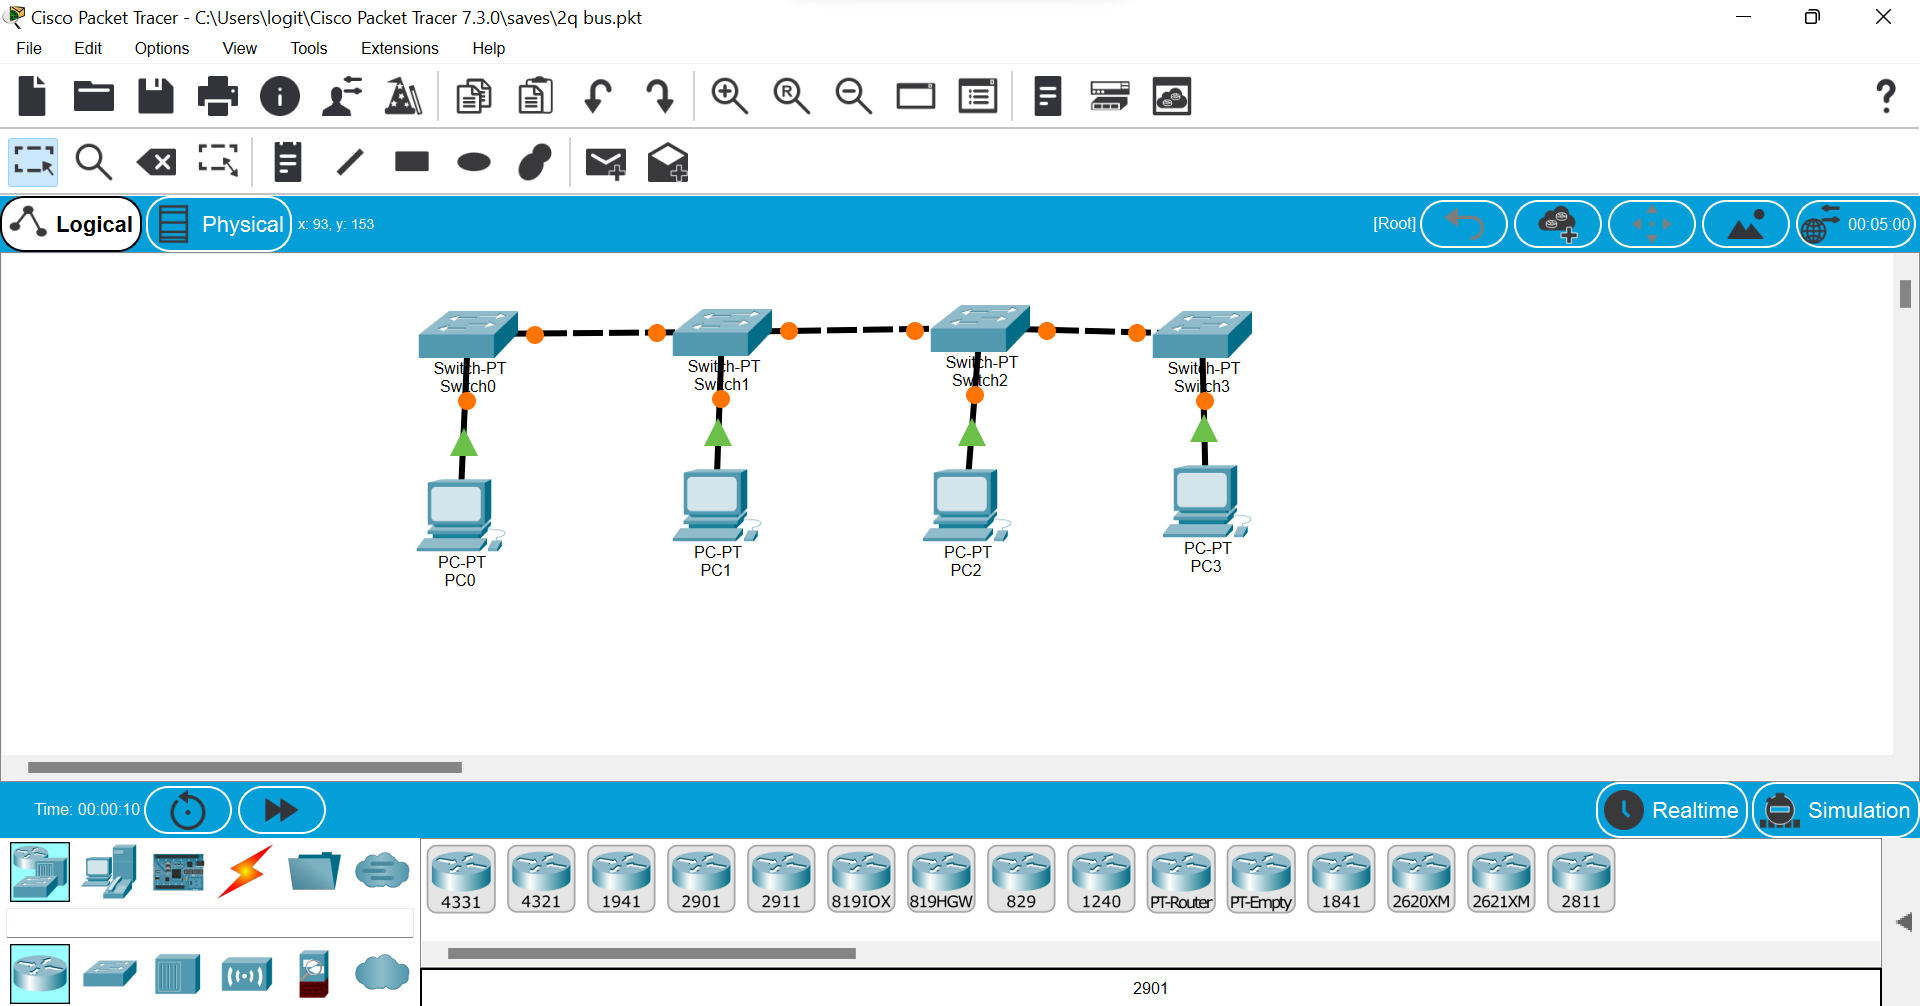 Cisco Packet Tracer - C:\Users\logit\Cisco Packet Tracer 7.3.0\saves\2q bus.pkt
File Edit Options View Tools Extensions Help
Logical Physical x: 93, y: 153 [Root] 00:05:00
Switch-PT
Switch0
Switch-PT
Switch1
Switch-PT
Switch2
Switch-PT
Switch3
PC-PT
PC0
PC-PT
PC1
PC-PT
PC2
PC-PT
PC3
Time: 00:00:10 Realtime Simulation
4331 4321 1941 2901 2911 819IOX 819HGW 829 1240 PT-Router PT-Empty 1841 2620XM 2621XM 2811
2901